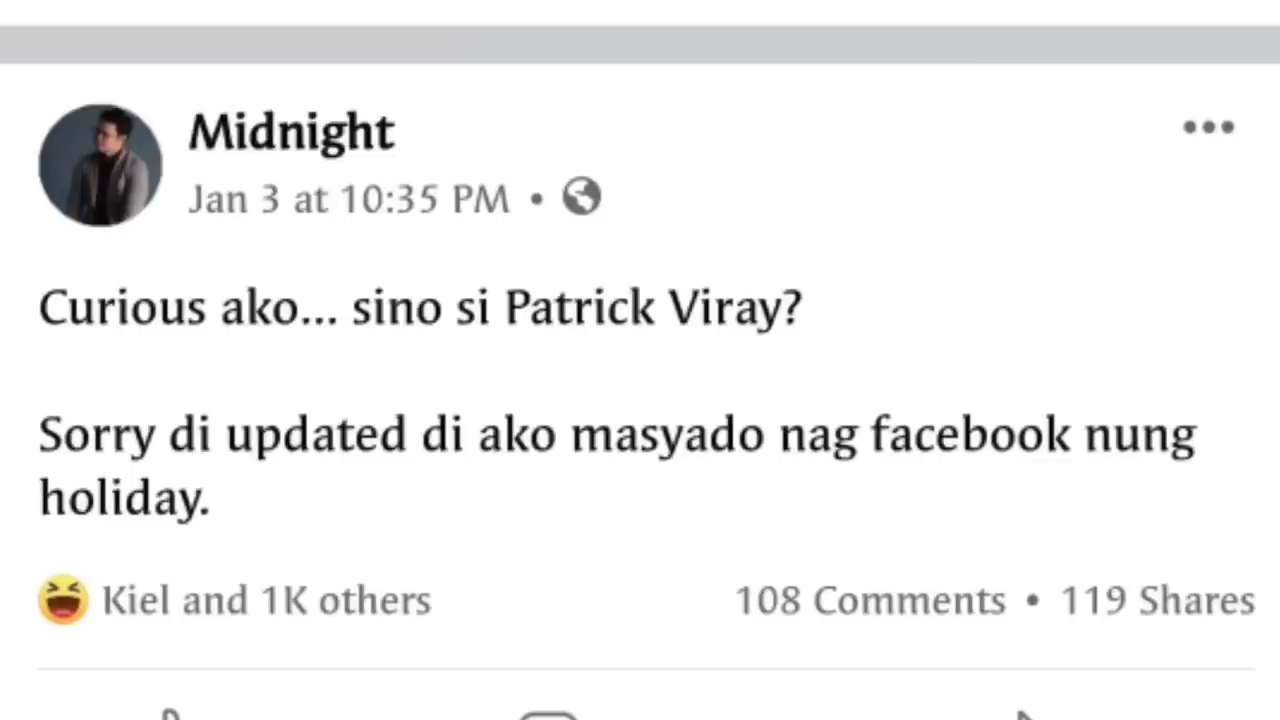 Midnight
Jan 3 at 10:35 PM •
Curious ako... sino si Patrick Viray?
Sorry di updated di ako masyado nag facebook nung
holiday.
Kiel and 1K others
108 Comments • 119 Shares